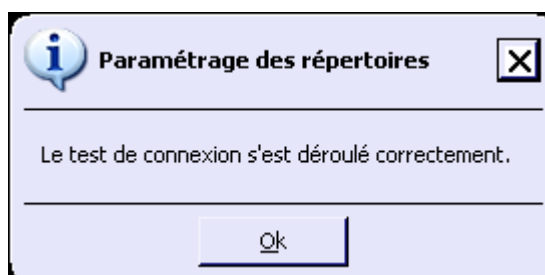 Paramétrage des répertoires
Le test de connexion s'est déroulé correctement.
Ok